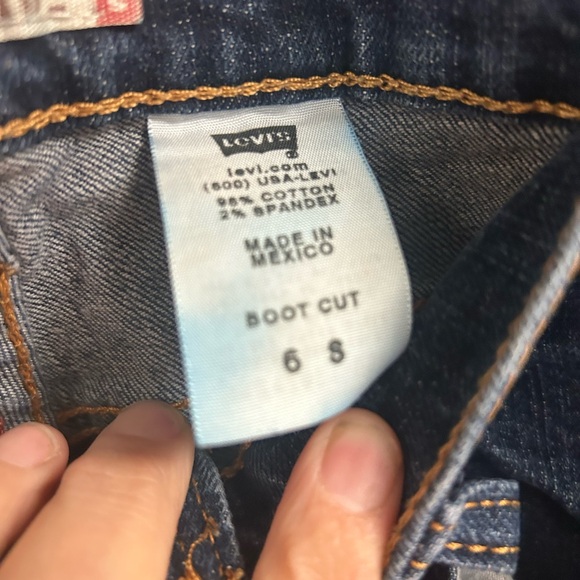 LEVI'S
levi.com
(800) USA-LEVI
98% COTTON
2% SPANDEX
MADE IN
MEXICO
BOOT CUT
6 S